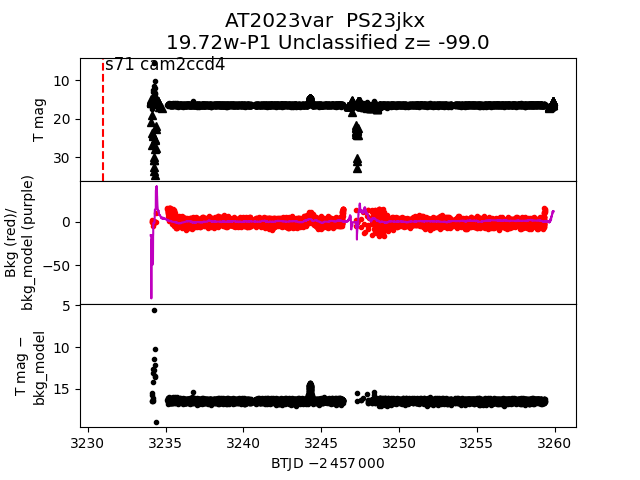 AT2023var  PS23jkx
19.72w-P1 Unclassified z= -99.0
s71 cam2ccd4
10
20
30
T mag
0
−50
Bkg (red)/
bkg_model (purple)
5
10
15
T mag −
bkg_model
3230
3235
3240
3245
3250
3255
3260
BTJD −2 457 000